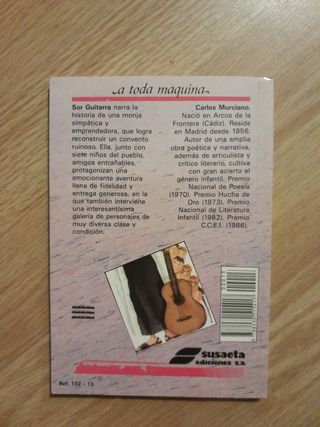 a toda maquina
Sor Guitarra narra la
historia de una monja
simpática y
emprendedora, que logra
reconstruir un convento
ruinoso. Ella, junto con
siete niños del pueblo,
amigos entrañables,
protagonizan una
emocionante aventura
llena de fidelidad y
entrega generosa, en la
que también interviene
una interesantísima
galería de personajes de
muy diversa clase y
condición.
Carlos Murciano.
Nació en Arcos de la
Frontera (Cádiz). Reside
en Madrid desde 1956.
Autor de una amplia
obra poética y narrativa,
además de articulista y
crítico literario, cultiva
con gran acierto el
género infantil. Premio
Nacional de Poesía
(1970). Premio Hucha de
Oro (1973). Premio
Nacional de Literatura
Infantil (1982). Premio
C.C.E.I. (1986).
susaeta
ediciones s.a.
Ref. 132 - 13